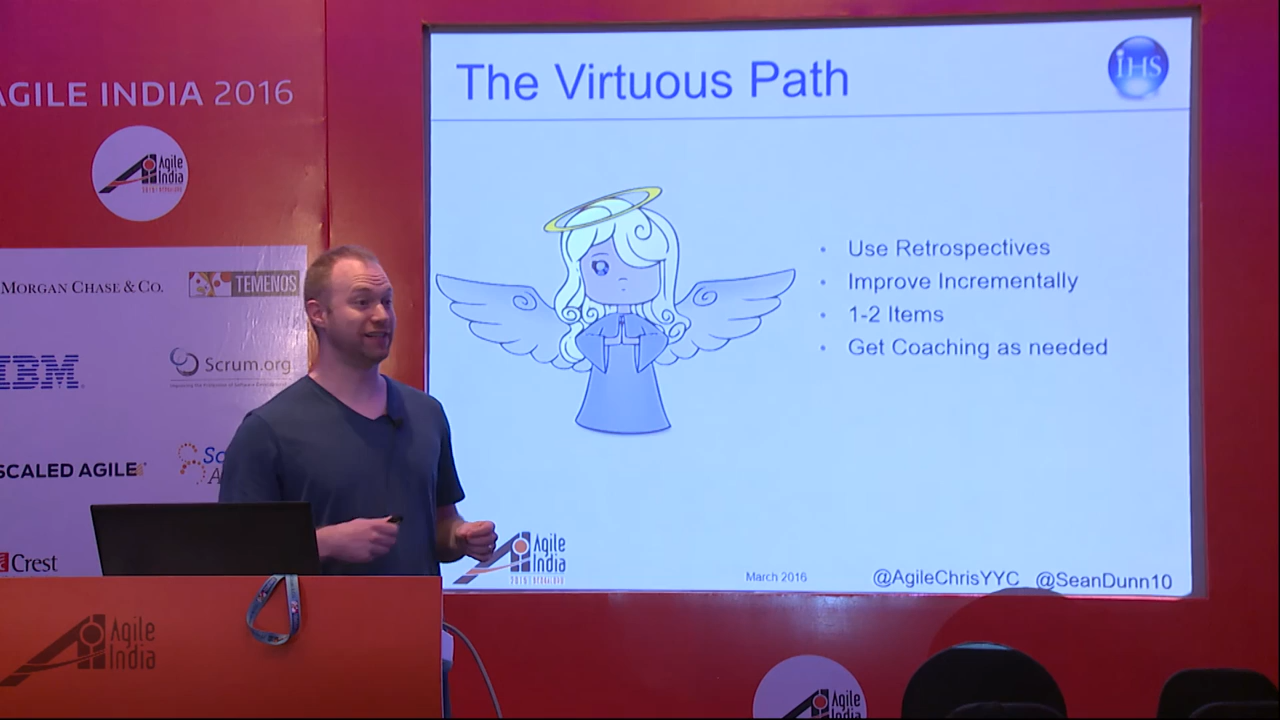 AGILE INDIA 2016
Agile
India
MORGAN CHASE & CO.
TEMENOS
IBM
Scrum.org
SCALED AGILE
Crest
Agile
India
The Virtuous Path
IHS
• Use Retrospectives
• Improve Incrementally
• 1-2 Items
• Get Coaching as needed
Agile
India
March 2016
@AgileChrisYYC @SeanDunn10
Agile
India